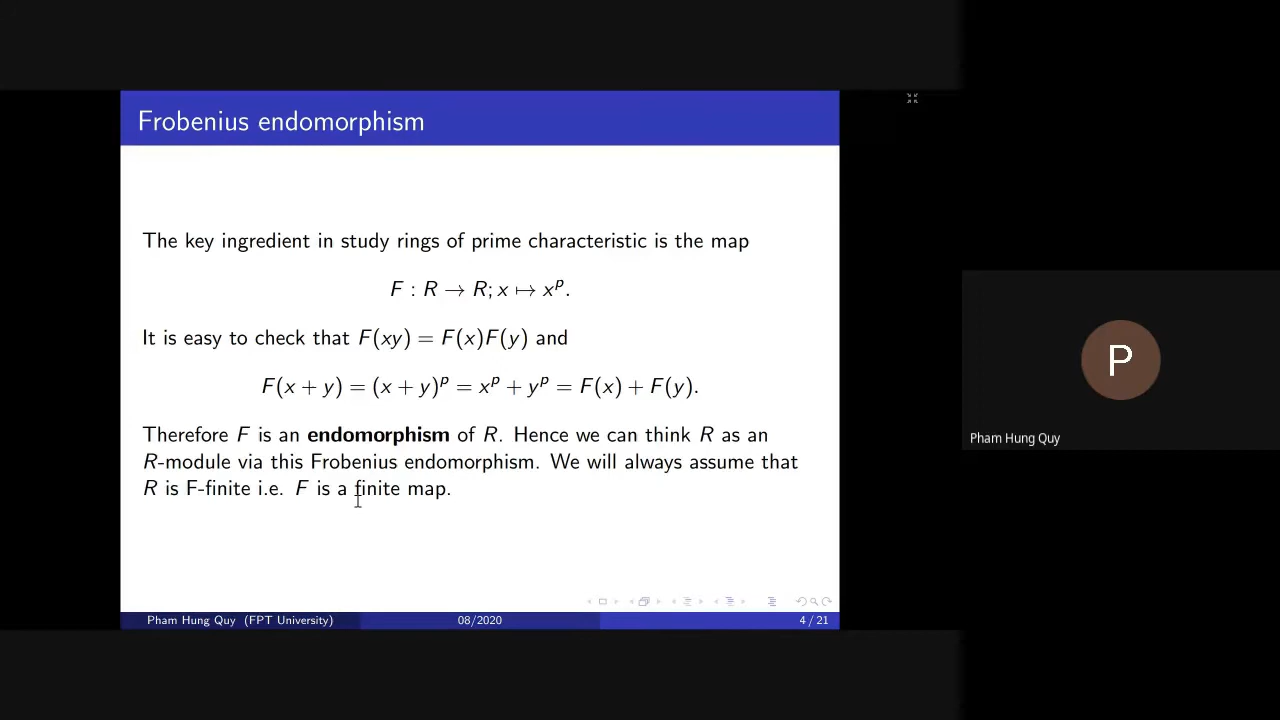 Frobenius endomorphism
The key ingredient in study rings of prime characteristic is the map
F : R → R; x ↦ xᵖ.
It is easy to check that F(xy) = F(x)F(y) and
F(x + y) = (x + y)ᵖ = xᵖ + yᵖ = F(x) + F(y).
Therefore F is an endomorphism of R. Hence we can think R as an
R-module via this Frobenius endomorphism. We will always assume that
R is F-finite i.e. F is a finite map.
Pham Hung Quy (FPT University)
08/2020
4 / 21
P
Pham Hung Quy